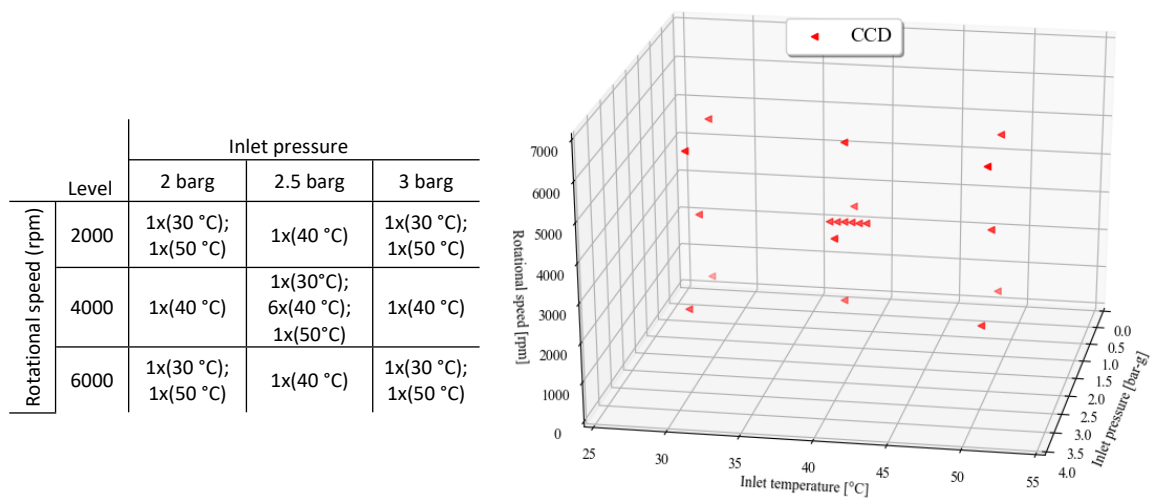 Inlet pressure
Level
2 barg
2.5 barg
3 barg
Rotational speed (rpm)
2000
1x(30 °C);
1x(50 °C)
1x(40 °C)
1x(30 °C);
1x(50 °C)
4000
1x(40 °C)
1x(30°C);
6x(40 °C);
1x(50°C)
1x(40 °C)
6000
1x(30 °C);
1x(50 °C)
1x(40 °C)
1x(30 °C);
1x(50 °C)
CCD
7000
6000
5000
4000
3000
2000
1000
0
Rotational speed [rpm]
25
30
35
40
45
50
55
Inlet temperature [°C]
0.0
0.5
1.0
1.5
2.0
2.5
3.0
3.5
4.0
Inlet pressure [bar-g]